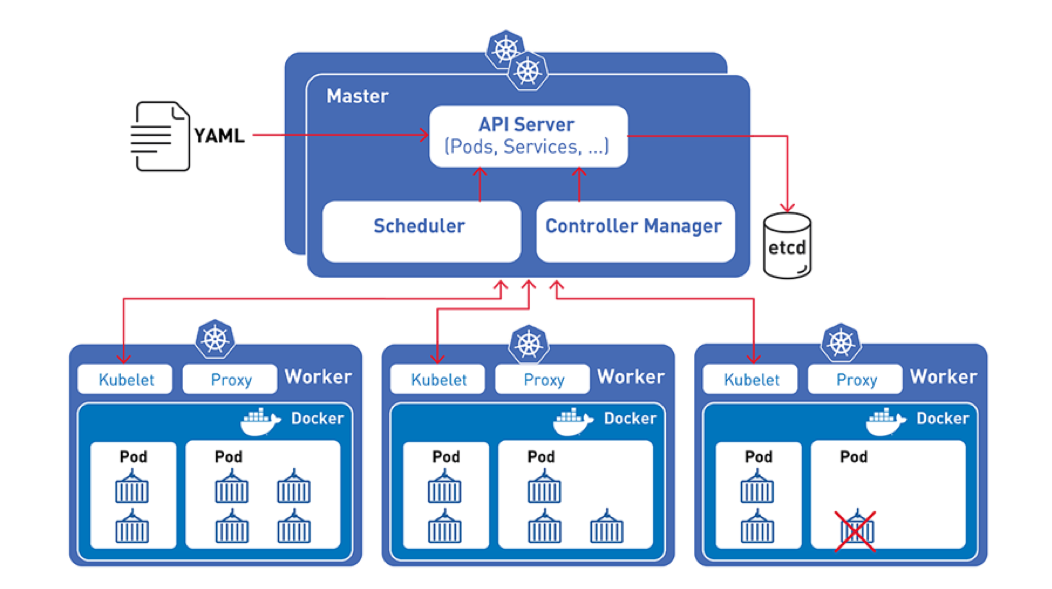 Master
API Server
(Pods, Services, ...)
YAML
Scheduler
Controller Manager
etcd
Kubelet
Proxy
Worker
Docker
Pod
Pod
Kubelet
Proxy
Worker
Docker
Pod
Pod
Kubelet
Proxy
Worker
Docker
Pod
Pod